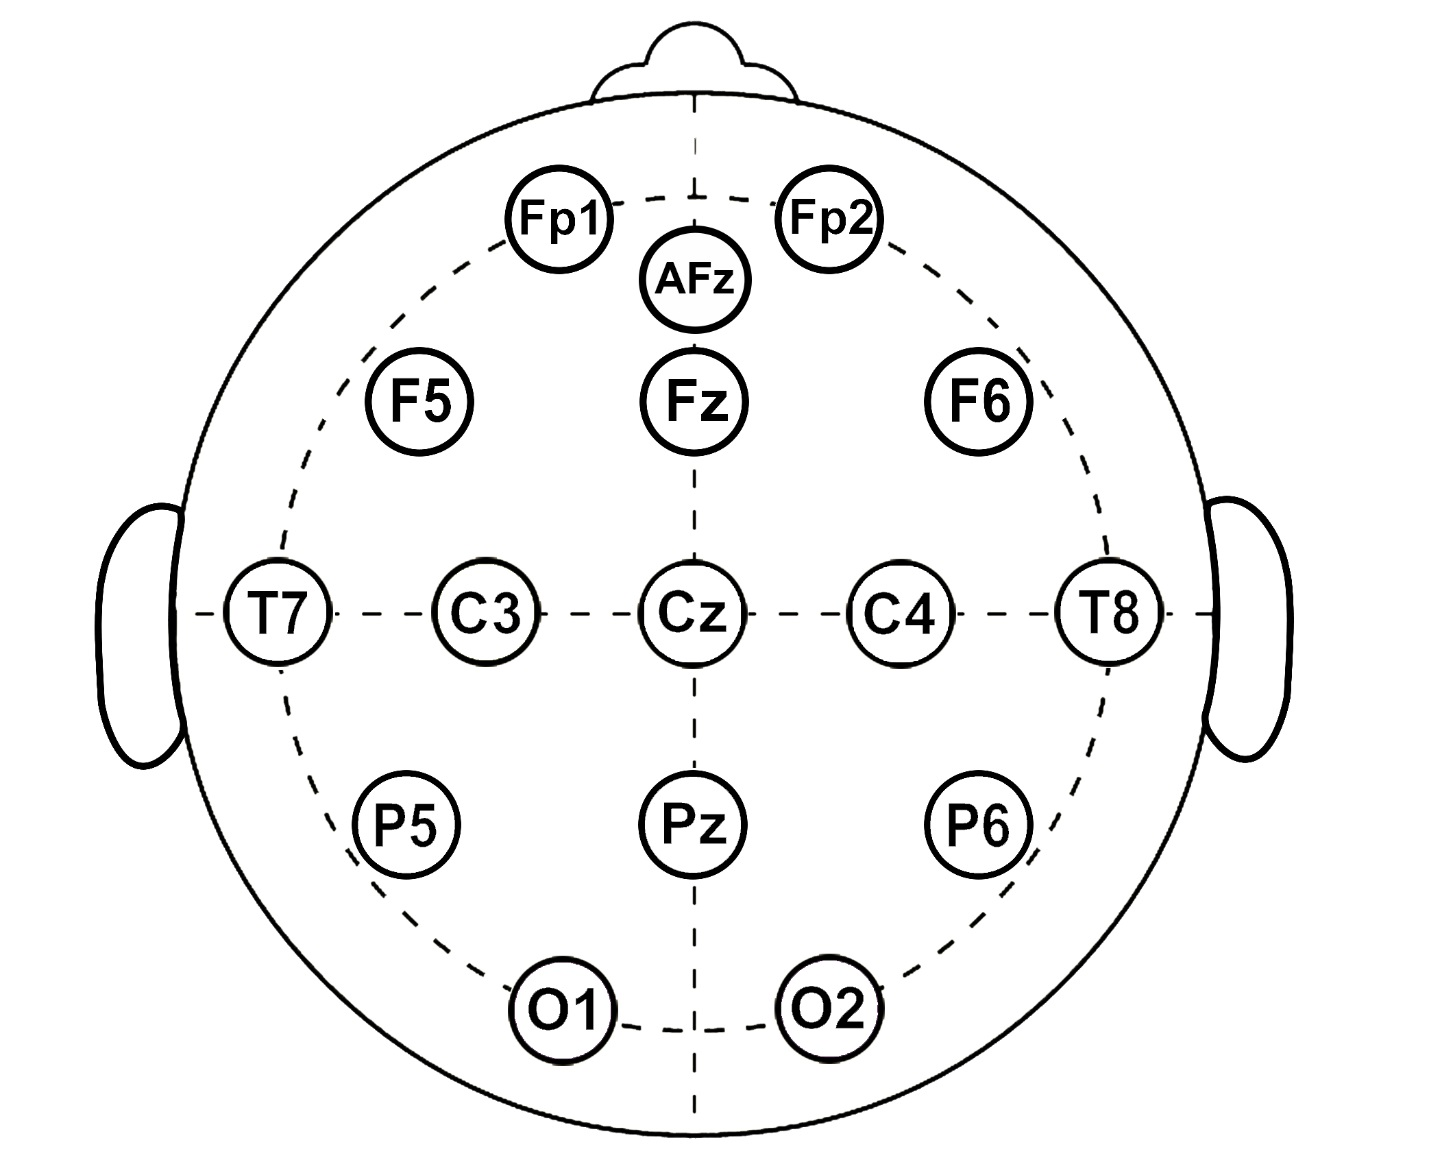 Fp1 Fp2
AFz
F5 Fz F6
T7 C3 Cz C4 T8
P5 Pz P6
O1 O2